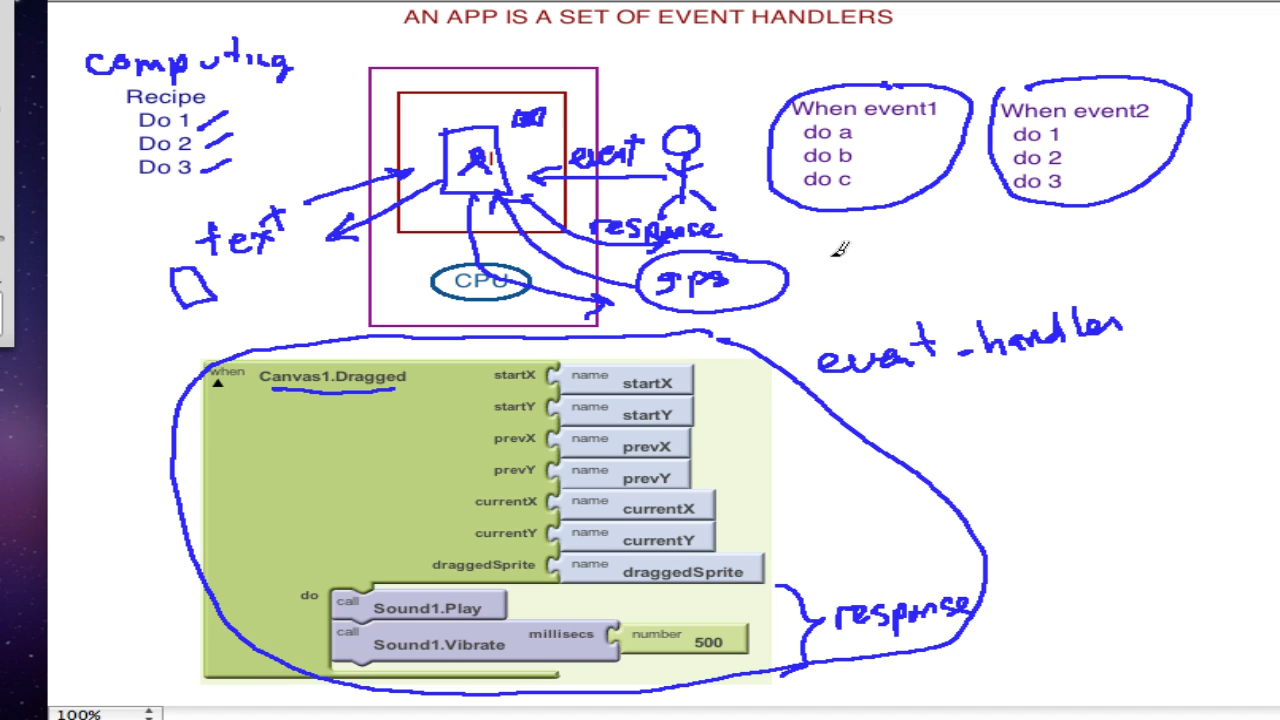 AN APP IS A SET OF EVENT HANDLERS
computing
Recipe
Do 1
Do 2
Do 3
event
response
text
CPU
gps
When event1
do a
do b
do c
When event2
do 1
do 2
do 3
event-handler
when Canvas1.Dragged
startX name startX
startY name startY
prevX name prevX
prevY name prevY
currentX name currentX
currentY name currentY
draggedSprite name draggedSprite
do
call Sound1.Play
call Sound1.Vibrate millisecs number 500
response
100%